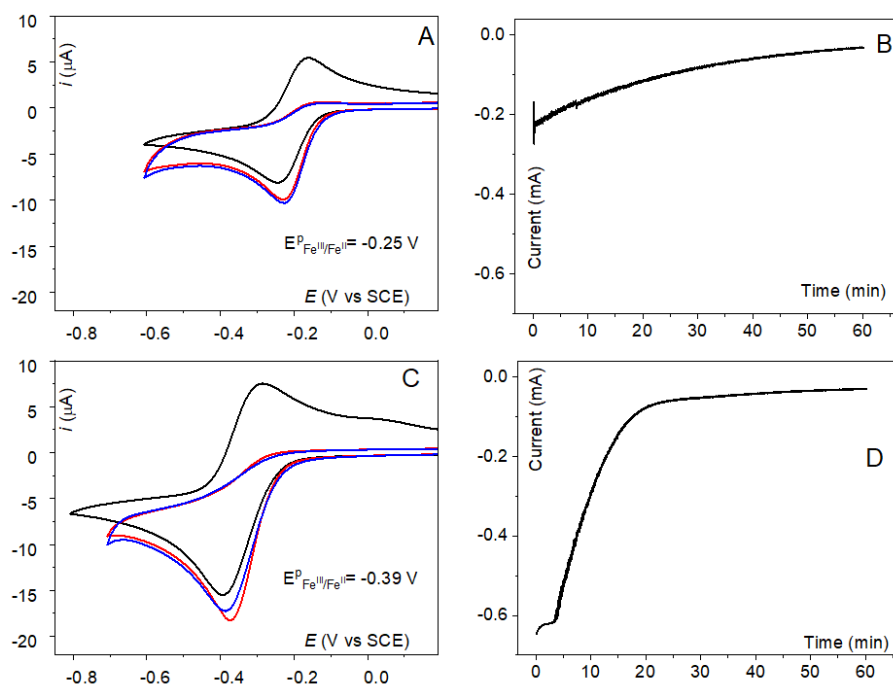 A
i (µA)
10
5
0
-5
-10
-15
-20
E^p Fe^III/Fe^II = -0.25 V
E (V vs SCE)
-0.8 -0.6 -0.4 -0.2 0.0
B
0.0
-0.2
-0.4
-0.6
Current (mA)
Time (min)
0 10 20 30 40 50 60
C
i (µA)
10
5
0
-5
-10
-15
-20
E^p Fe^III/Fe^II = -0.39 V
E (V vs SCE)
-0.8 -0.6 -0.4 -0.2 0.0
D
0.0
-0.2
-0.4
-0.6
Current (mA)
Time (min)
0 10 20 30 40 50 60